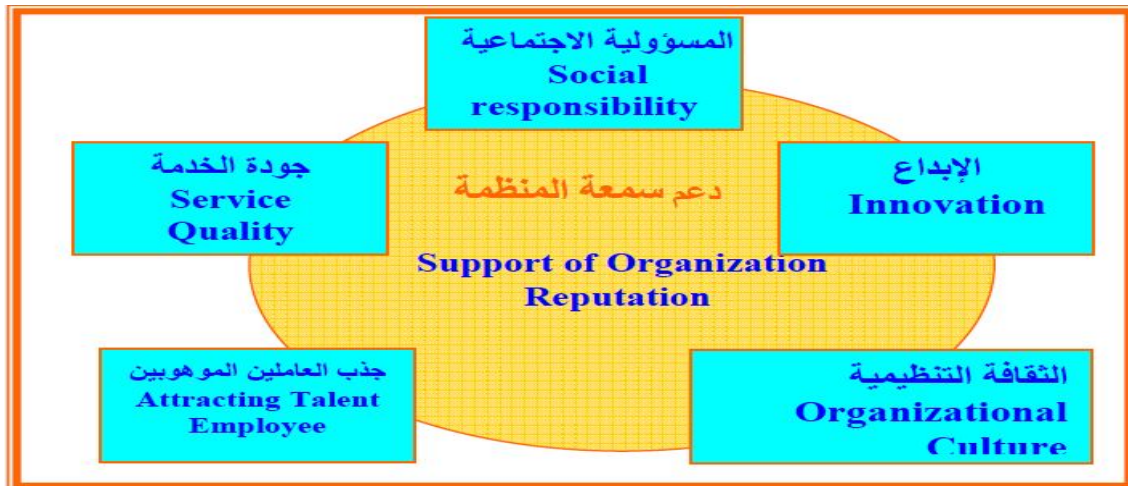 المسؤولية الاجتماعية
Social
responsibility
جودة الخدمة
Service
Quality
الإبداع
Innovation
دعم سمعة المنظمة
Support of Organization
Reputation
جذب العاملين الموهوبين
Attracting Talent
Employee
الثقافة التنظيمية
Organizational
Culture